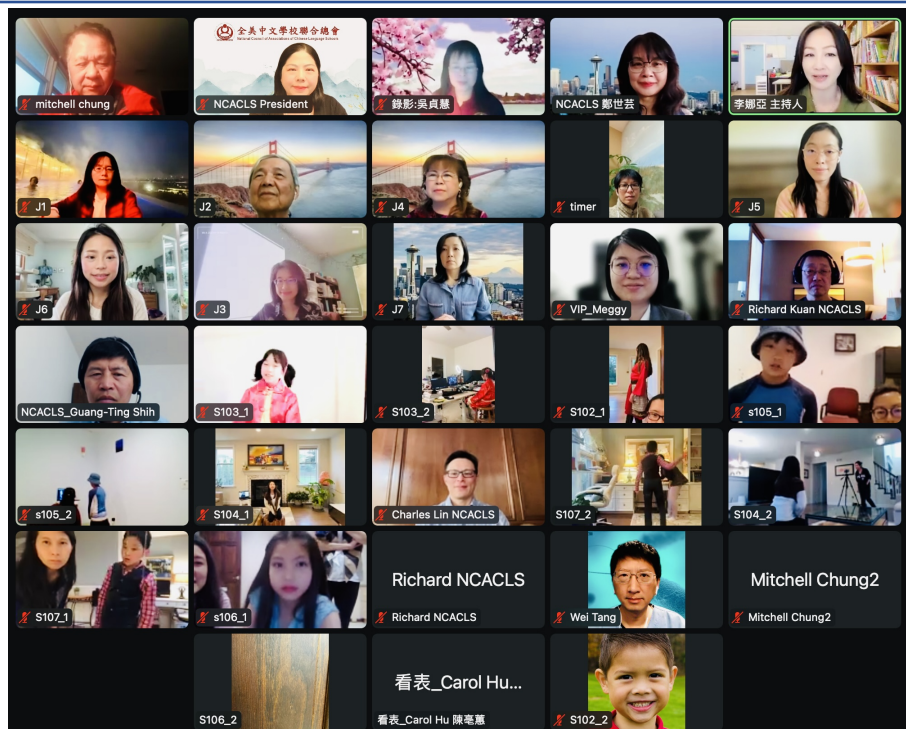 全美中文學校聯合總會
National Council of Associations of Chinese Language Schools
mitchell chung
NCACLS President
錄影:吳貞慧
NCACLS 鄭世芸
李娜亞 主持人
J1
J2
J4
timer
J5
J6
J3
J7
VIP_Meggy
Richard Kuan NCACLS
NCACLS_Guang-Ting Shih
S103_1
S103_2
S102_1
s105_1
s105_2
S104_1
Charles Lin NCACLS
S107_2
S104_2
S107_1
s106_1
Richard NCACLS
Richard NCACLS
Wei Tang
Mitchell Chung2
Mitchell Chung2
S106_2
看表_Carol Hu...
看表_Carol Hu 陳毫蕙
S102_2